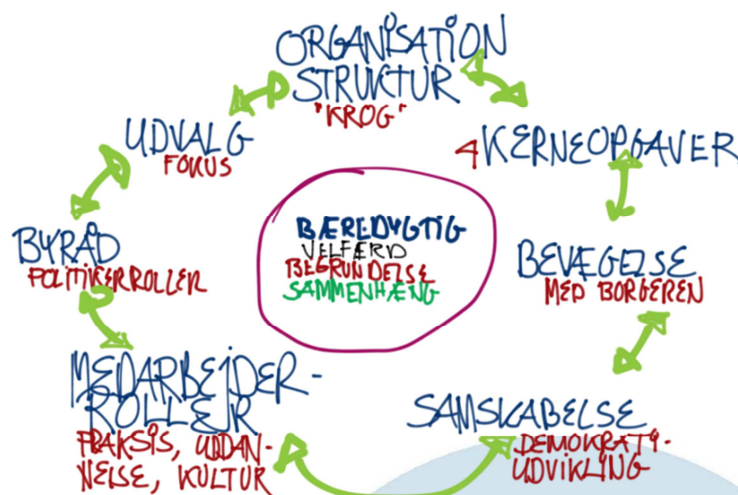 ORGANISATION
STRUKTUR
"KROG"
UDVALG
FOKUS
4 KERNEOPGAVER
BYRÅD
POLITIKERROLLER
BÆREDYGTIG
VELFÆRD
BEGRUNDELSE
SAMMENHÆNG
BEVÆGELSE
MED BORGEREN
MEDARBEJDER-
ROLLER
PRAKSIS, UDDAN-
NELSE, KULTUR
SAMSKABELSE
DEMOKRATI-
UDVIKLING